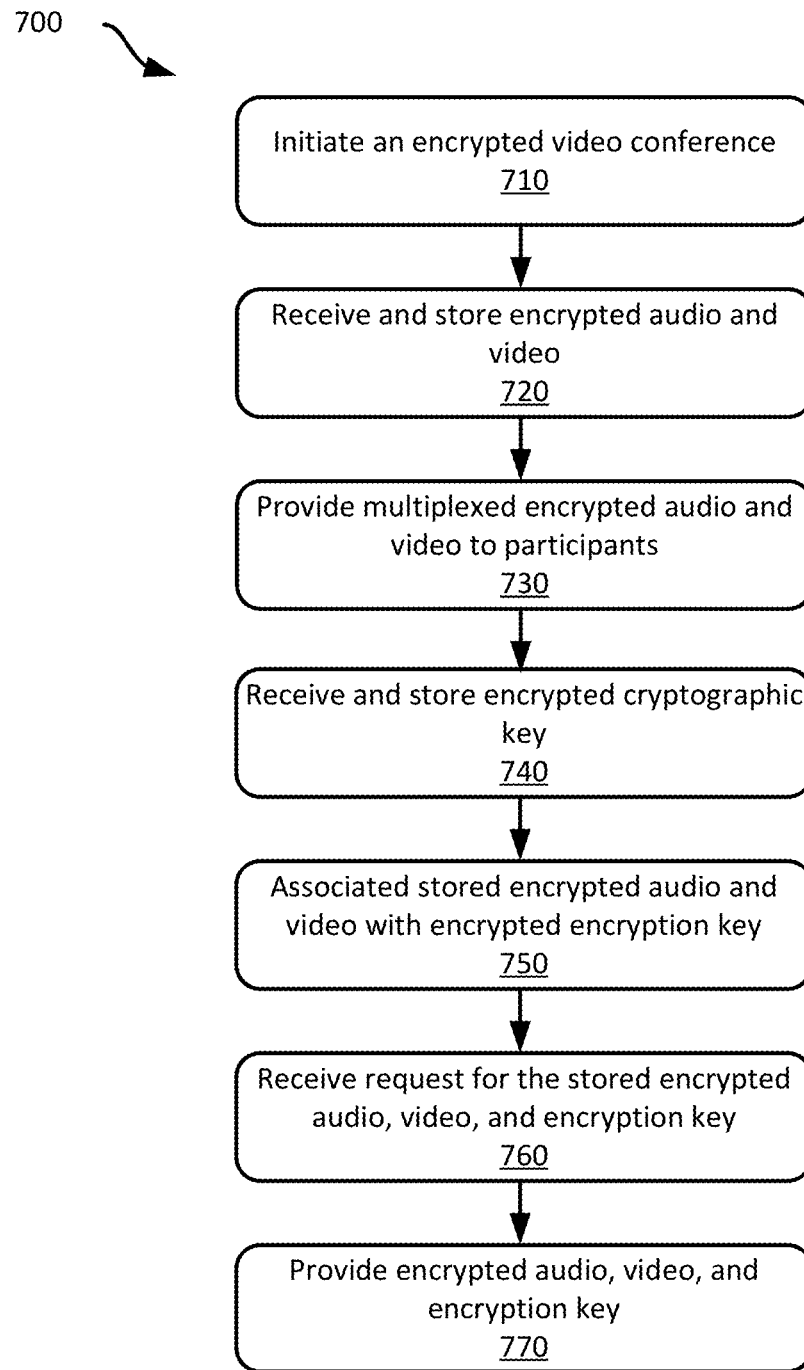 700
Initiate an encrypted video conference
710
Receive and store encrypted audio and
video
720
Provide multiplexed encrypted audio and
video to participants
730
Receive and store encrypted cryptographic
key
740
Associated stored encrypted audio and
video with encrypted encryption key
750
Receive request for the stored encrypted
audio, video, and encryption key
760
Provide encrypted audio, video, and
encryption key
770